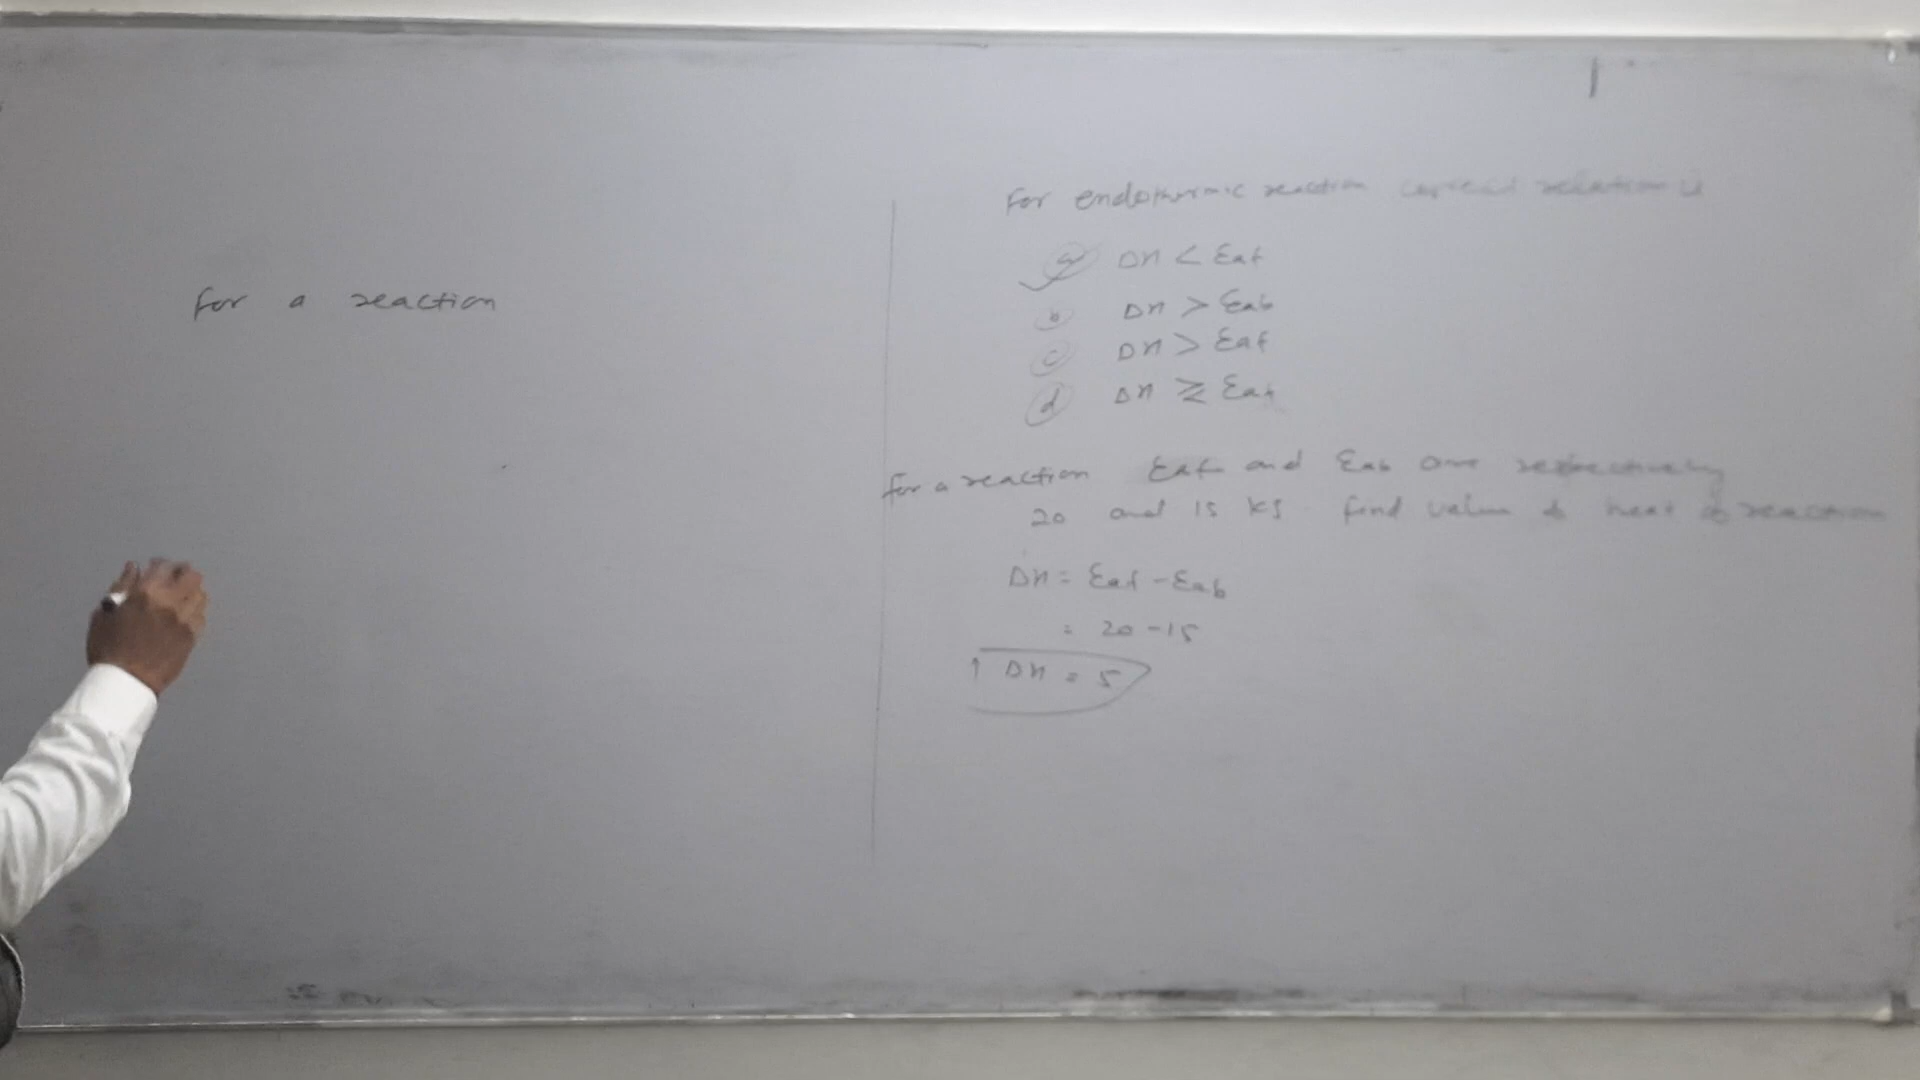 For a reaction
For endothermic reaction correct relation is
a ΔH < Eaf
b ΔH > Eab
c ΔH > Eaf
d ΔH ≷ Eaf
For a reaction Eaf and Eab are respectively
20 and 15 KJ. find value of heat of reaction
ΔH = Eaf - Eab
= 20 - 15
ΔH = 5